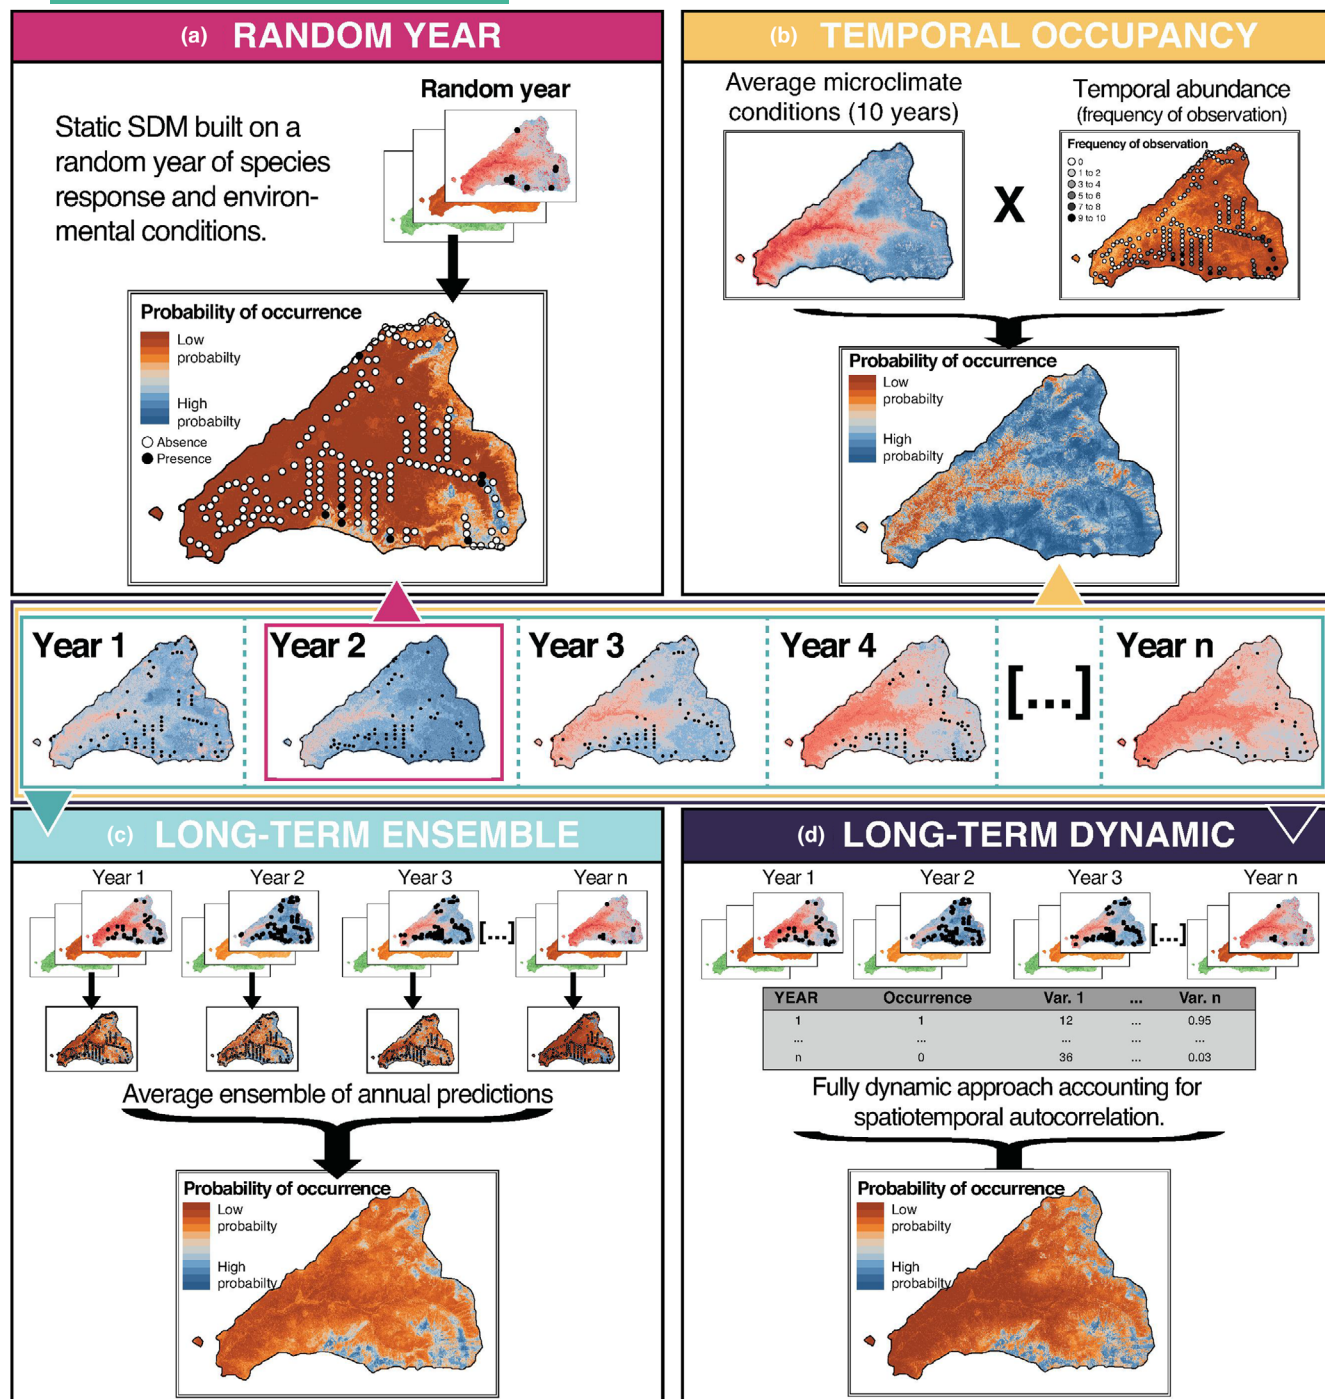 (a) RANDOM YEAR
Static SDM built on a
random year of species
response and environ-
mental conditions.
Random year
Probability of occurrence
Low
probabilty
High
probability
Absence
Presence
(b) TEMPORAL OCCUPANCY
Average microclimate
conditions (10 years)
X
Temporal abundance
(frequency of observation)
Frequency of observation
0
1 to 2
3 to 4
5 to 6
7 to 8
9 to 10
Probability of occurrence
Low
probabilty
High
probabilty
Year 1
Year 2
Year 3
Year 4
[...]
Year n
(c) LONG-TERM ENSEMBLE
Year 1
Year 2
Year 3
[...]
Year n
Average ensemble of annual predictions
Probability of occurrence
Low
probabilty
High
probabilty
(d) LONG-TERM DYNAMIC
Year 1
Year 2
Year 3
[...]
Year n
YEAR Occurrence Var. 1 ... Var. n
1 1 12 ... 0.95
... ... ... ... ...
n 0 36 ... 0.03
Fully dynamic approach accounting for
spatiotemporal autocorrelation.
Probability of occurrence
Low
probabilty
High
probabilty